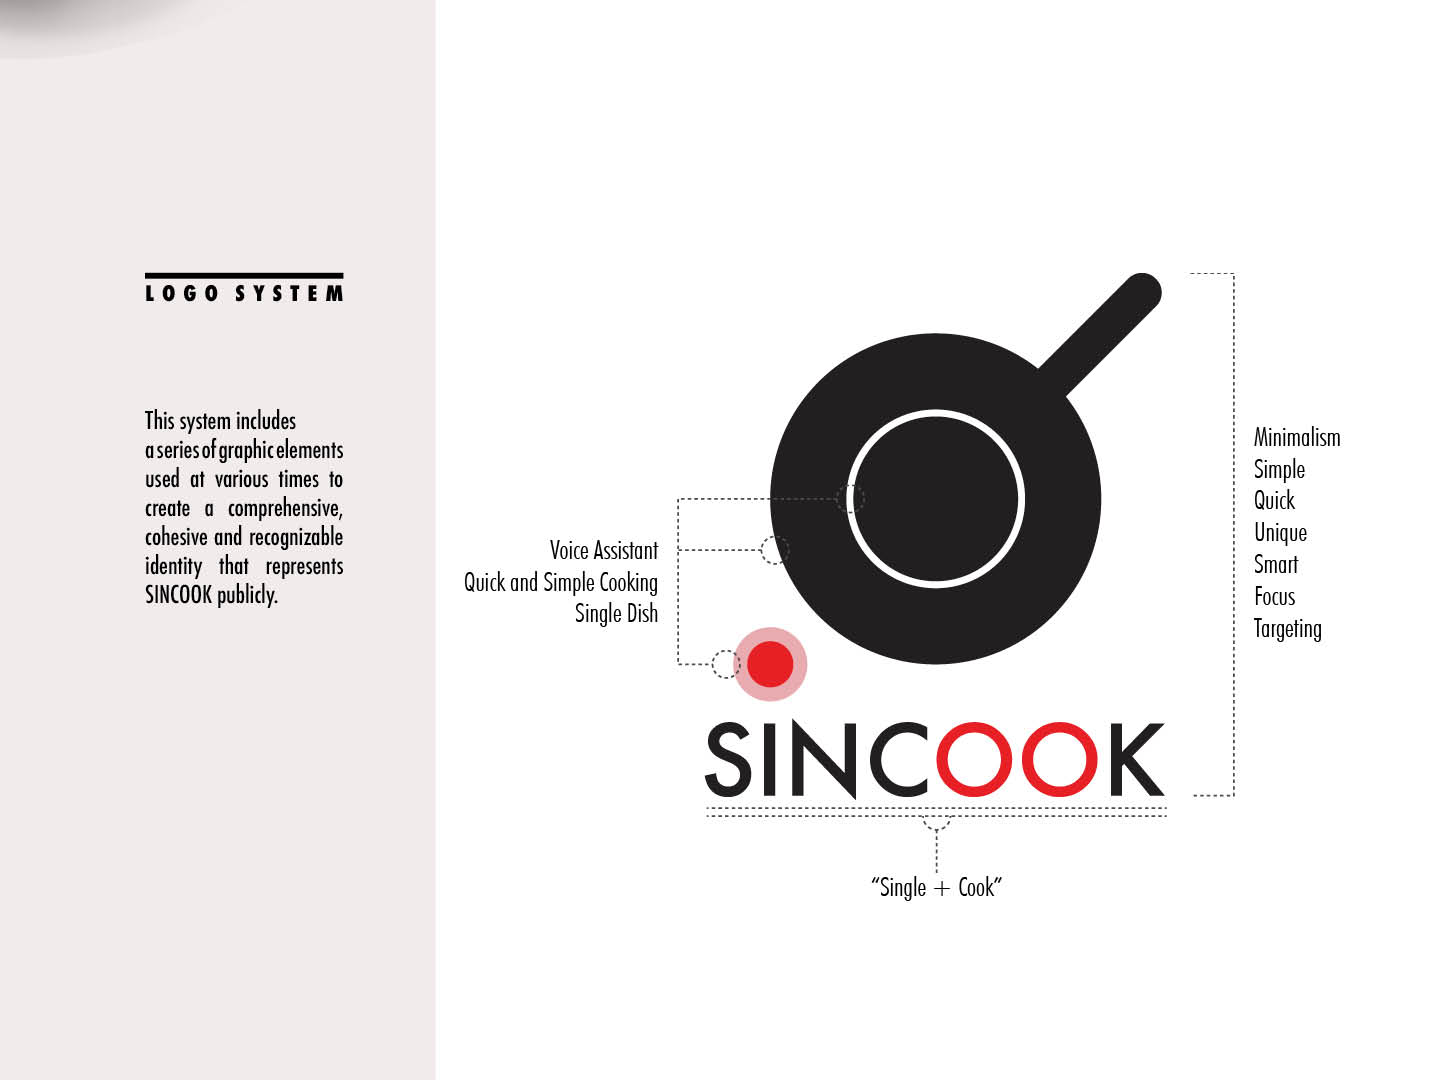 LOGO SYSTEM
This system includes
a series of graphic elements
used at various times to
create a comprehensive,
cohesive and recognizable
identity that represents
SINCOOK publicly.
Voice Assistant
Quick and Simple Cooking
Single Dish
Minimalism
Simple
Quick
Unique
Smart
Focus
Targeting
SINCOOK
“Single + Cook”